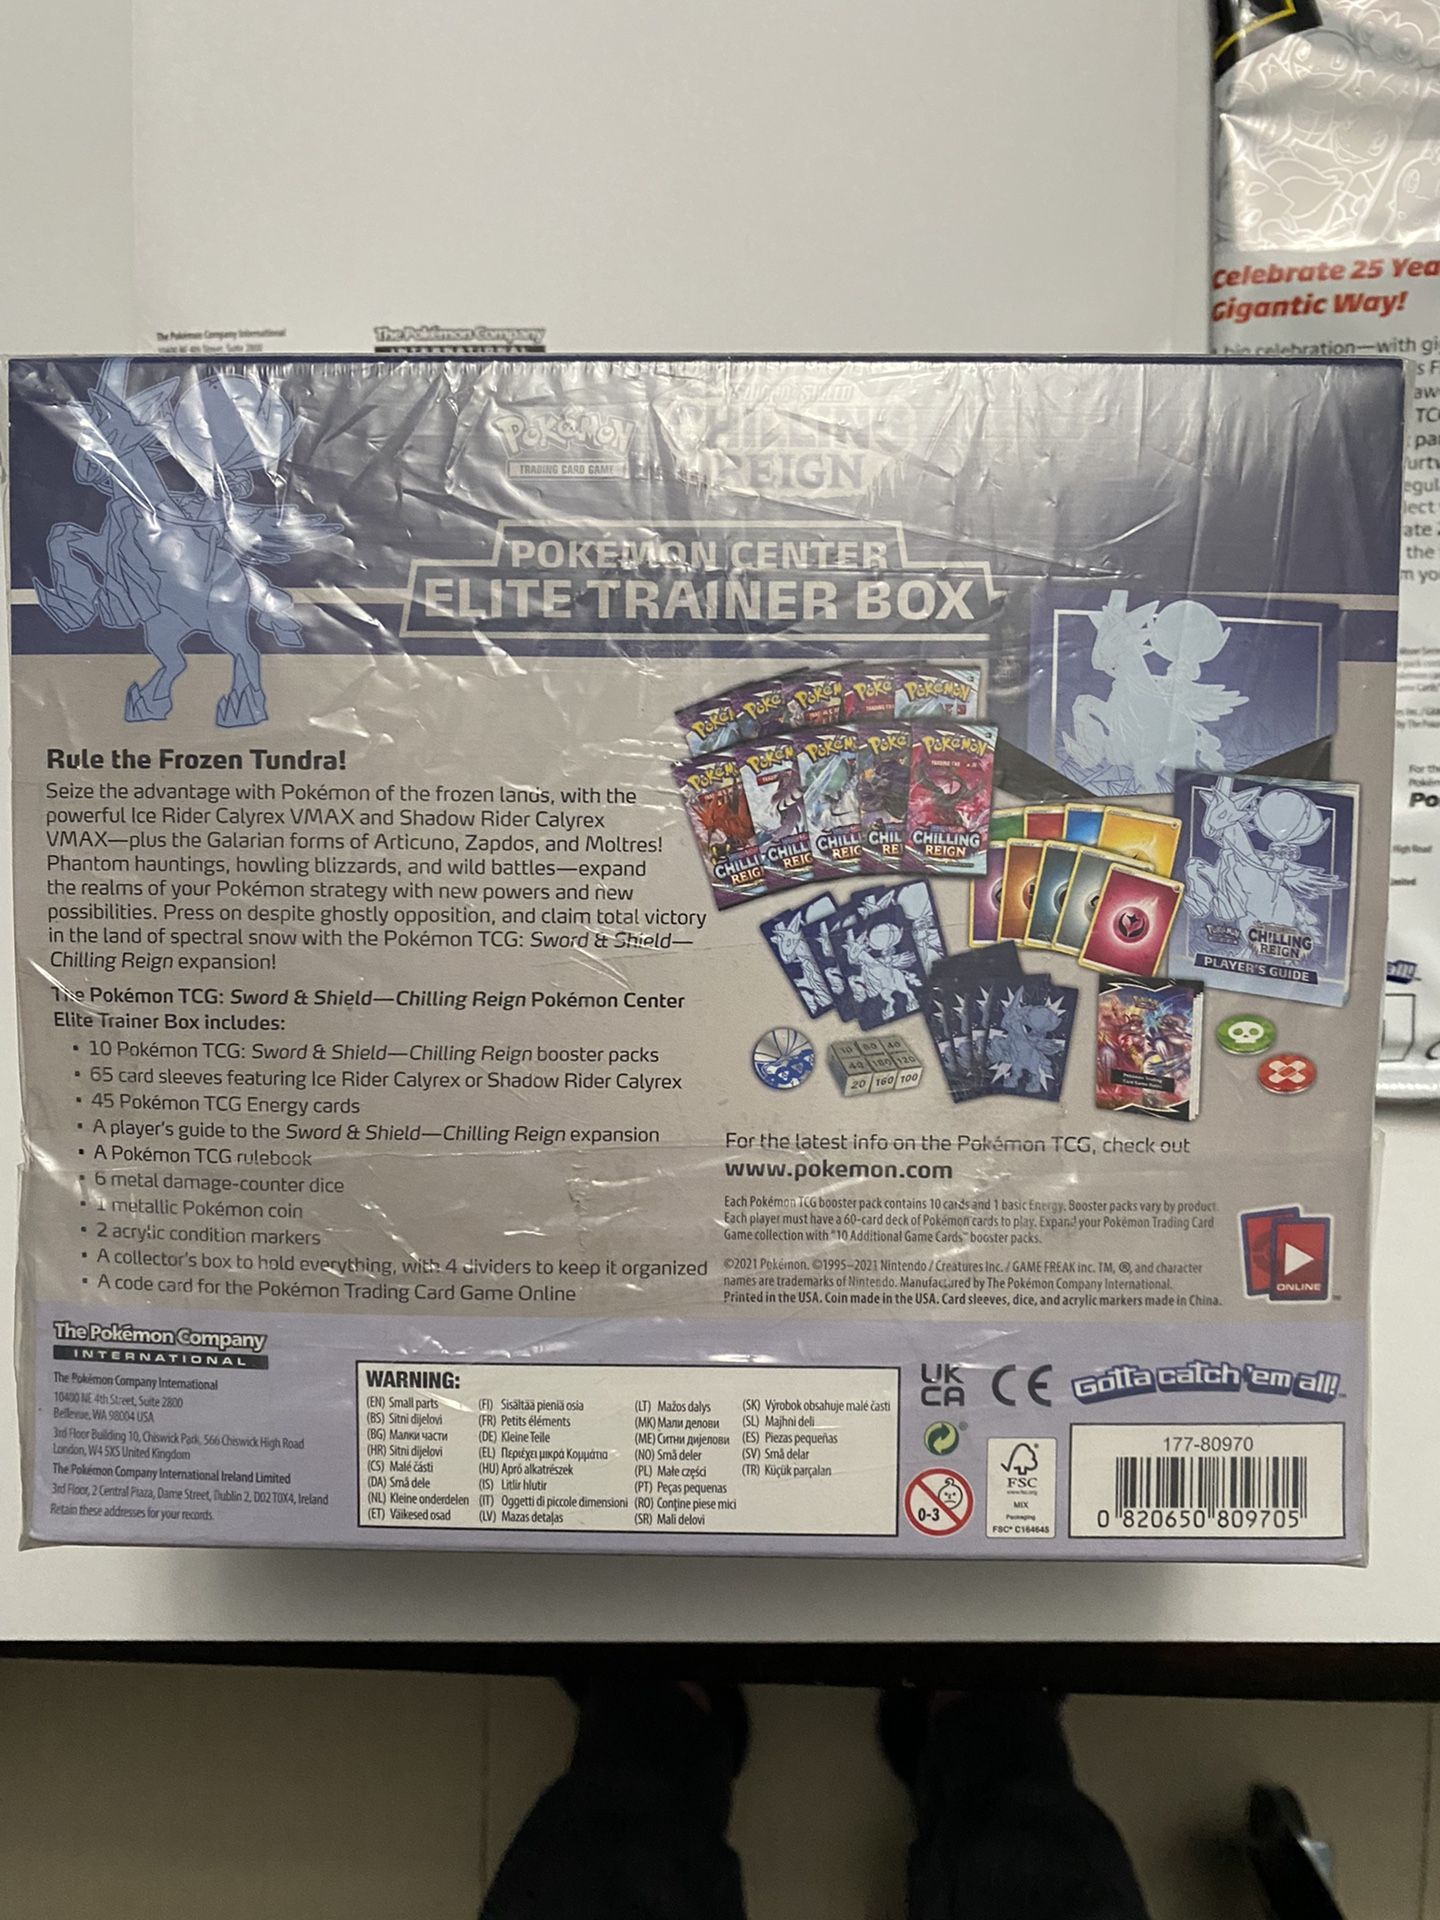 Celebrate 25 Yea
Gigantic Way!
celebration—with gi
The Pokémon Company International
The Pokémon Company
INTERNATIONAL
Pokémon
TRADING CARD GAME
CHILLING
REIGN
POKÉMON CENTER
ELITE TRAINER BOX
Rule the Frozen Tundra!
Seize the advantage with Pokémon of the frozen lands, with the
powerful Ice Rider Calyrex VMAX and Shadow Rider Calyrex
VMAX—plus the Galarian forms of Articuno, Zapdos, and Moltres!
Phantom hauntings, howling blizzards, and wild battles—expand
the realms of your Pokémon strategy with new powers and new
possibilities. Press on despite ghostly opposition, and claim total victory
in the land of spectral snow with the Pokémon TCG: Sword & Shield—
Chilling Reign expansion!
The Pokémon TCG: Sword & Shield—Chilling Reign Pokémon Center
Elite Trainer Box includes:
• 10 Pokémon TCG: Sword & Shield—Chilling Reign booster packs
• 65 card sleeves featuring Ice Rider Calyrex or Shadow Rider Calyrex
• 45 Pokémon TCG Energy cards
• A player's guide to the Sword & Shield—Chilling Reign expansion
• A Pokémon TCG rulebook
• 6 metal damage-counter dice
• 1 metallic Pokémon coin
• 2 acrylic condition markers
• A collector's box to hold everything, with 4 dividers to keep it organized
• A code card for the Pokémon Trading Card Game Online
Pokémon
CHILLING
REIGN
CHILLING
REIGN
PLAYER'S GUIDE
20 160 100
For the latest info on the Pokémon TCG, check out
www.pokemon.com
Each Pokémon TCG booster pack contains 10 cards and 1 basic Energy. Booster packs vary by product.
Each player must have a 60-card deck of Pokémon cards to play. Expand your Pokémon Trading Card
Game collection with "10 Additional Game Cards" booster packs.
©2021 Pokémon. ©1995–2021 Nintendo / Creatures Inc. / GAME FREAK inc. TM, ®, and character
names are trademarks of Nintendo. Manufactured by The Pokémon Company International.
Printed in the USA. Coin made in the USA. Card sleeves, dice, and acrylic markers made in China.
ONLINE
The Pokémon Company
INTERNATIONAL
The Pokémon Company International
10400 NE 4th Street, Suite 2800
Bellevue, WA 98004 USA
3rd Floor Building 10, Chiswick Park, 566 Chiswick High Road
London, W4 5XS United Kingdom
The Pokémon Company International Ireland Limited
3rd Floor, 2 Central Plaza, Dame Street, Dublin 2, D02 T0X4, Ireland
Retain these addresses for your records.
WARNING:
(EN) Small parts
(BS) Sitni dijelovi
(BG) Малки части
(HR) Sitni dijelovi
(CS) Malé části
(DA) Små dele
(NL) Kleine onderdelen
(ET) Väikesed osad
(FI) Sisältää pieniä osia
(FR) Petits éléments
(DE) Kleine Teile
(EL) Περιέχει μικρά Κομμάτια
(HU) Apró alkatrészek
(IS) Litlir hlutir
(IT) Oggetti di piccole dimensioni
(LV) Mazas detaļas
(LT) Mažos dalys
(MK) Мали делови
(ME) Ситни дијелови
(NO) Små deler
(PL) Małe części
(PT) Peças pequenas
(RO) Conține piese mici
(SR) Mali delovi
(SK) Výrobok obsahuje malé časti
(SL) Majhni deli
(ES) Piezas pequeñas
(SV) Små delar
(TR) Küçük parçalan
UK
CA
CE
Gotta catch 'em all!
0-3
FSC
MIX
Packaging
FSC® C164645
177-80970
0 820650 809705